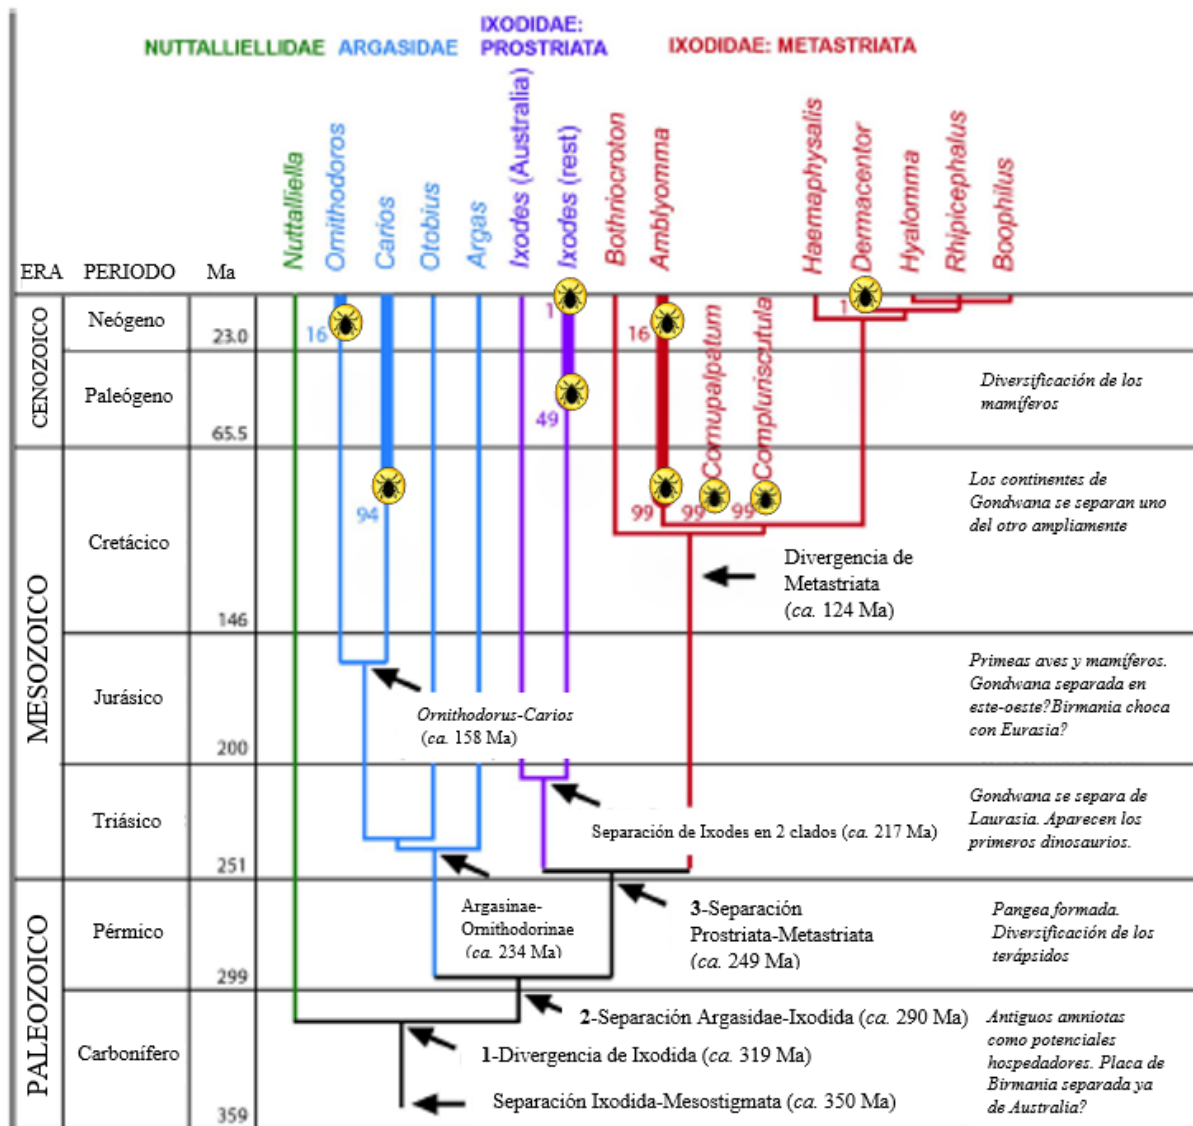 IXODIDAE:
PROSTRIATA
NUTTALLIELLIDAE
ARGASIDAE
IXODIDAE: METASTRIATA
Nuttalliella
Ornithodoros
Carios
Otobius
Argas
Ixodes (Australia)
Ixodes (rest)
Bothriocroton
Amblyomma
Cornupalpatum
Compluriscutula
Haemaphysalis
Dermacentor
Hyalomma
Rhipicephalus
Boophilus
ERA
PERIODO
Ma
CENOZOICO
Neógeno
23.0
16
1
16
1
Paleógeno
65.5
49
Diversificación de los
mamíferos
MESOZOICO
Cretácico
146
94
99
99
99
Los continentes de
Gondwana se separan uno
del otro ampliamente
Divergencia de
Metastriata
(ca. 124 Ma)
Jurásico
200
Ornithodorus-Carios
(ca. 158 Ma)
Primeas aves y mamíferos.
Gondwana separada en
este-oeste?Birmania choca
con Eurasia?
Triásico
251
Separación de Ixodes en 2 clados (ca. 217 Ma)
Gondwana se separa de
Laurasia. Aparecen los
primeros dinosaurios.
PALEOZOICO
Pérmico
299
Argasinae-
Ornithodorinae
(ca. 234 Ma)
3-Separación
Prostriata-Metastriata
(ca. 249 Ma)
Pangea formada.
Diversificación de los
terápsidos
Carbonífero
359
2-Separación Argasidae-Ixodida (ca. 290 Ma)
1-Divergencia de Ixodida (ca. 319 Ma)
Separación Ixodida-Mesostigmata (ca. 350 Ma)
Antiguos amniotas
como potenciales
hospedadores. Placa de
Birmania separada ya
de Australia?